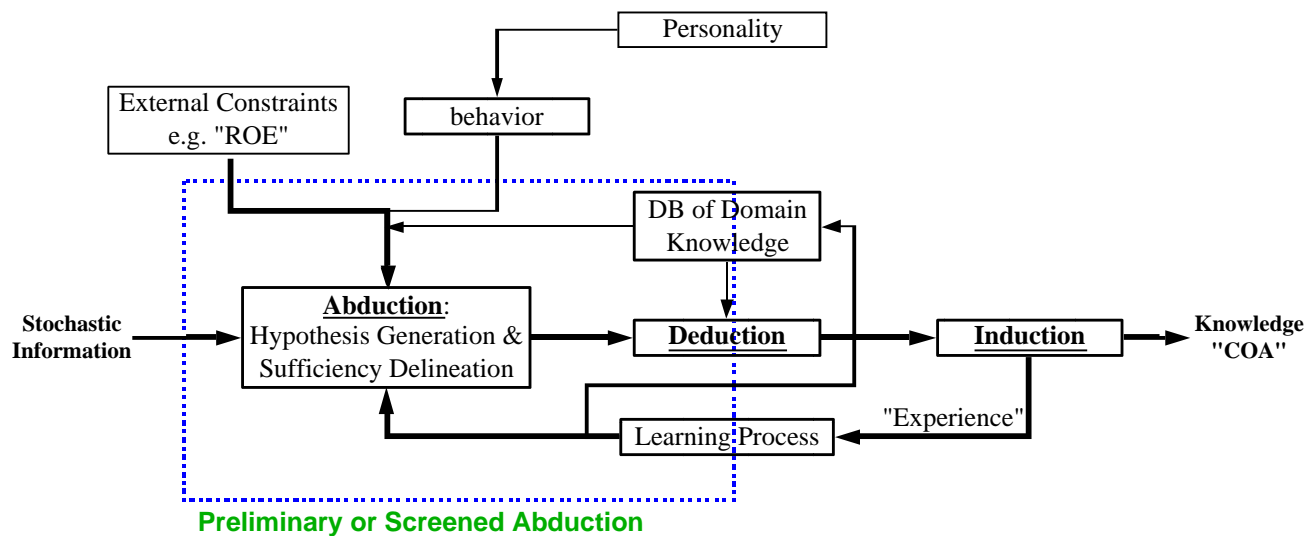 Personality
External Constraints
e.g. "ROE"
behavior
DB of Domain
Knowledge
Abduction:
Hypothesis Generation &
Sufficiency Delineation
Stochastic
Information
Deduction
Induction
Knowledge
"COA"
"Experience"
Learning Process
Preliminary or Screened Abduction